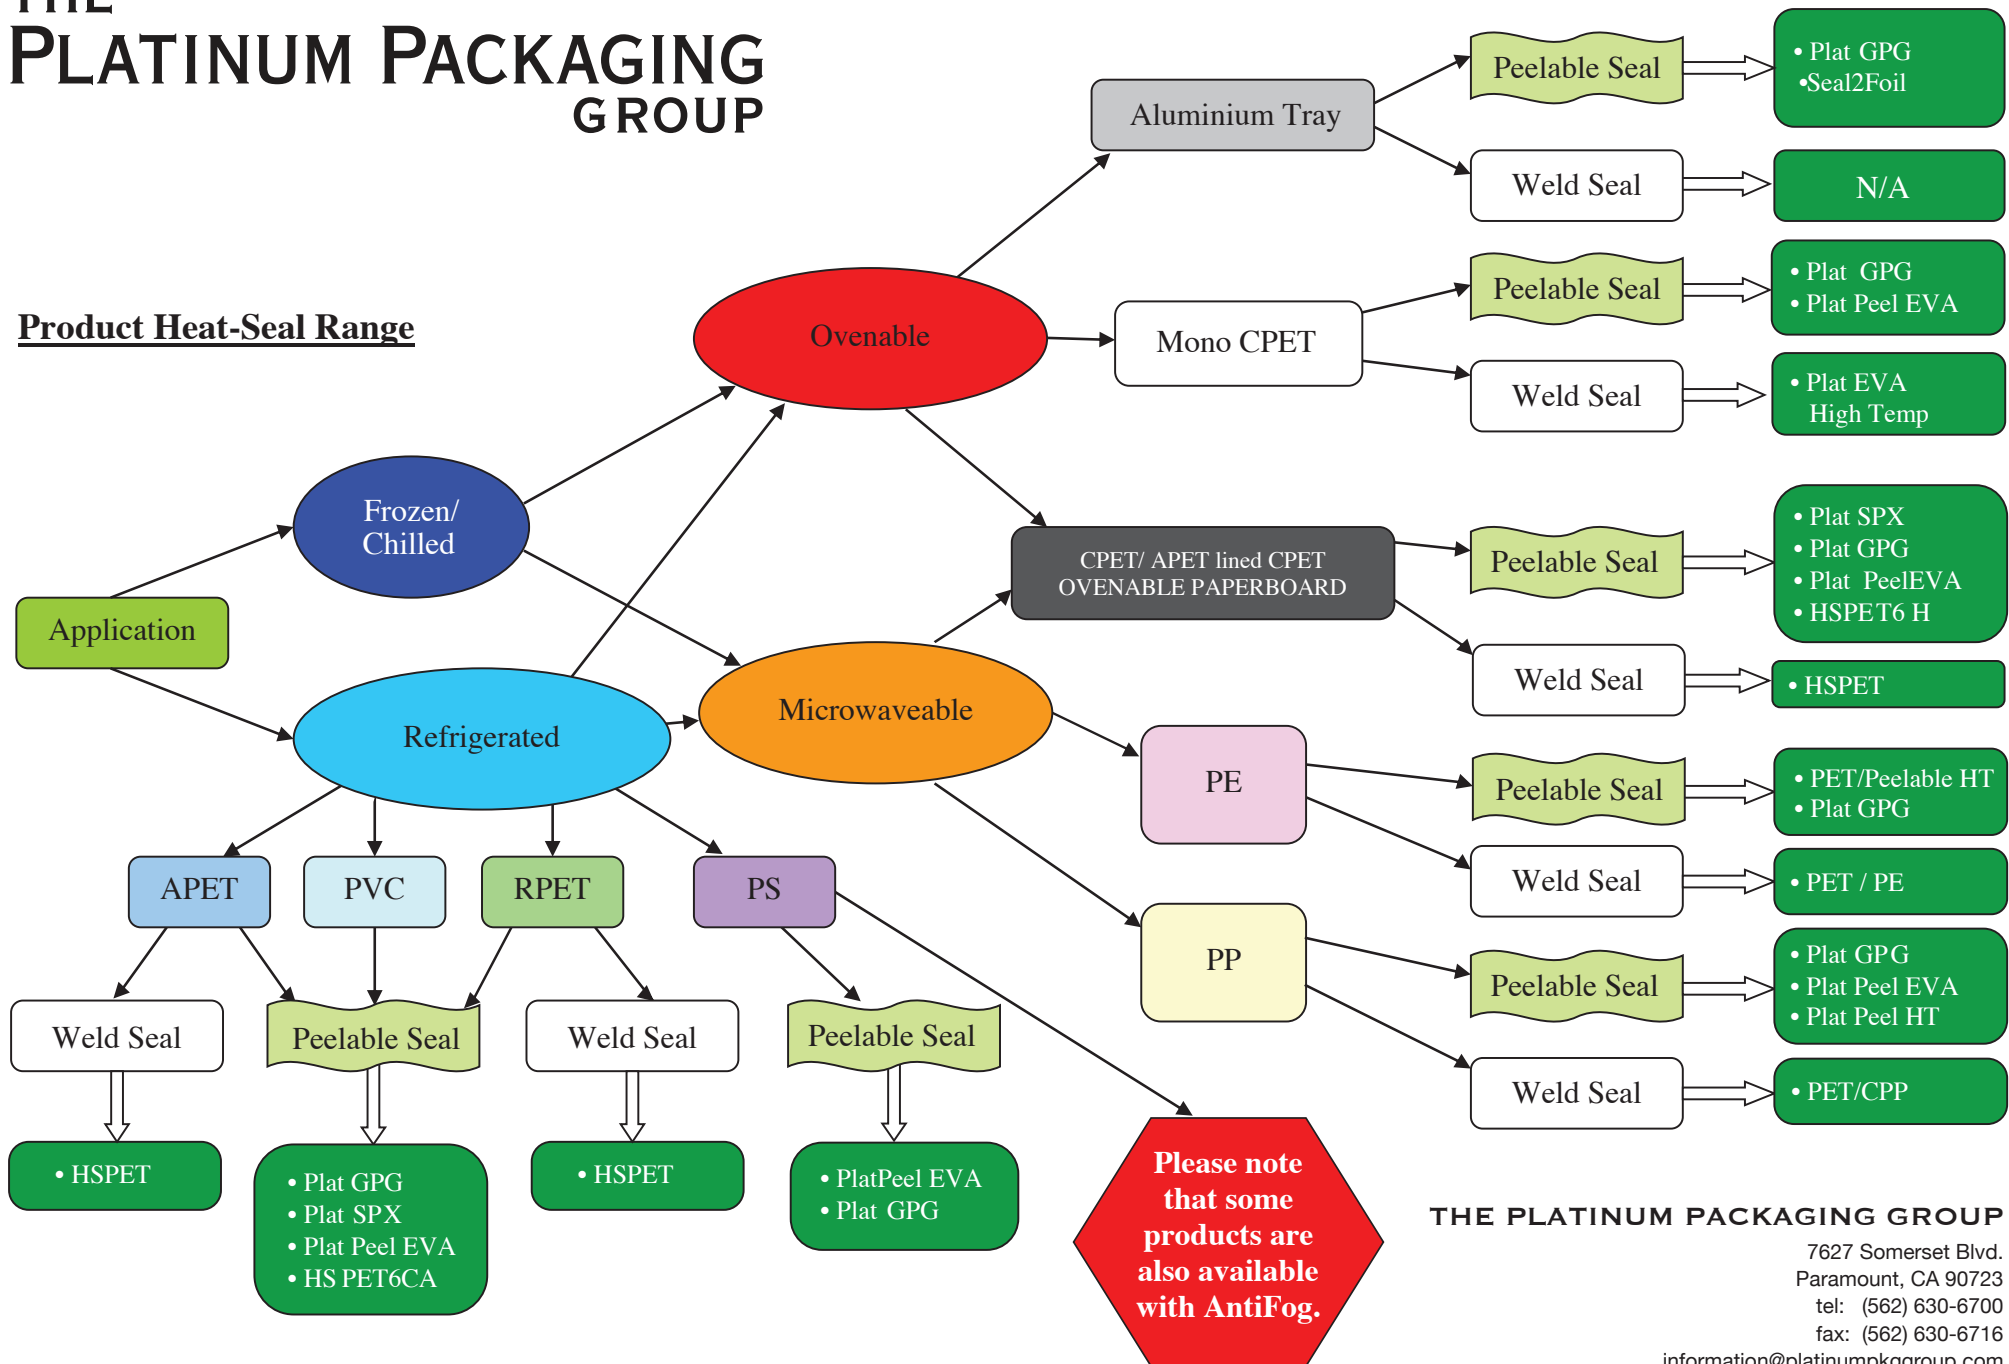 THE
PLATINUM PACKAGING
GROUP
Product Heat-Seal Range
Application
Frozen/
Chilled
Refrigerated
Ovenable
Microwaveable
Aluminium Tray
Peelable Seal
• Plat GPG
•Seal2Foil
Weld Seal
N/A
Mono CPET
Peelable Seal
• Plat GPG
• Plat Peel EVA
Weld Seal
• Plat EVA
High Temp
CPET/ APET lined CPET
OVENABLE PAPERBOARD
Peelable Seal
• Plat SPX
• Plat GPG
• Plat PeelEVA
• HSPET6 H
Weld Seal
• HSPET
PE
Peelable Seal
• PET/Peelable HT
• Plat GPG
Weld Seal
• PET / PE
PP
Peelable Seal
• Plat GPG
• Plat Peel EVA
• Plat Peel HT
Weld Seal
• PET/CPP
APET
PVC
RPET
PS
Weld Seal
Peelable Seal
Weld Seal
Peelable Seal
• HSPET
• Plat GPG
• Plat SPX
• Plat Peel EVA
• HS PET6CA
• HSPET
• PlatPeel EVA
• Plat GPG
Please note
that some
products are
also available
with AntiFog.
THE PLATINUM PACKAGING GROUP
7627 Somerset Blvd.
Paramount, CA 90723
tel: (562) 630-6700
fax: (562) 630-6716
information@platinumpkggroup.com